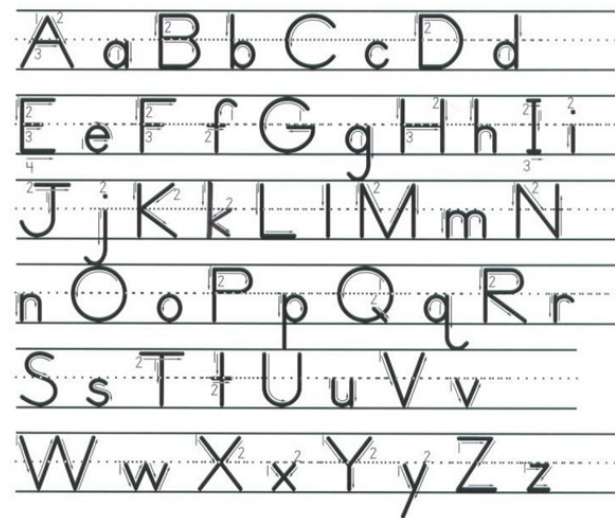 A a B b C c D d
E e F f G g H h I i
J j K k L l M m N
n O o P p Q q R r
S s T t U u V v
W w X x Y y Z z